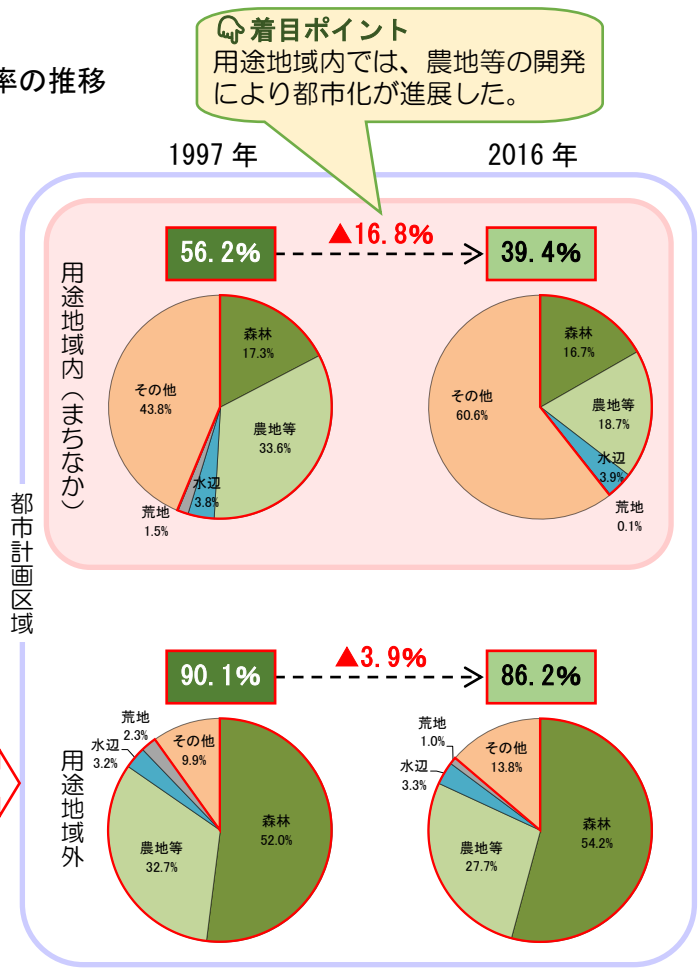 率の推移
着目ポイント
用途地域内では、農地等の開発
により都市化が進展した。
1997 年
2016 年
都市計画区域
用途地域内（まちなか）
56.2%
▲16.8%
39.4%
森林
17.3%
農地等
33.6%
水辺
3.8%
荒地
1.5%
その他
43.8%
森林
16.7%
農地等
18.7%
水辺
3.9%
荒地
0.1%
その他
60.6%
用途地域外
90.1%
▲3.9%
86.2%
森林
52.0%
農地等
32.7%
水辺
3.2%
荒地
2.3%
その他
9.9%
森林
54.2%
農地等
27.7%
水辺
3.3%
荒地
1.0%
その他
13.8%